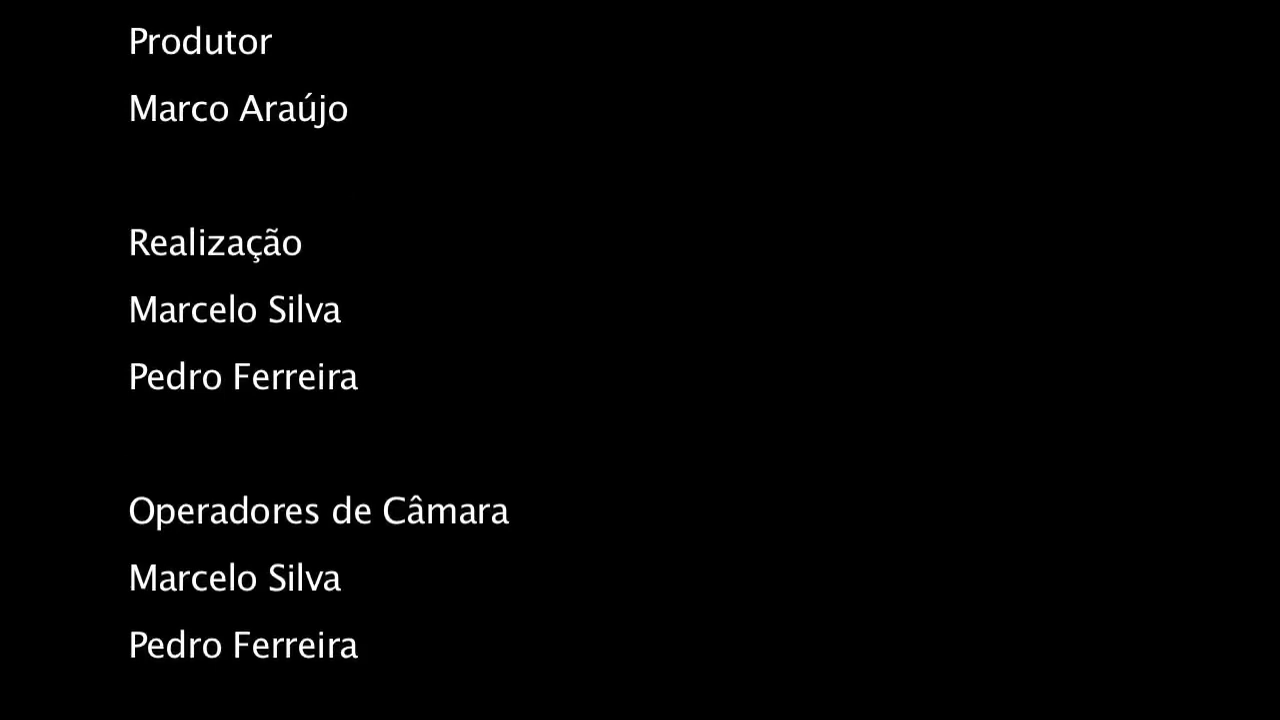 Produtor
Marco Araújo
Realização
Marcelo Silva
Pedro Ferreira
Operadores de Câmara
Marcelo Silva
Pedro Ferreira